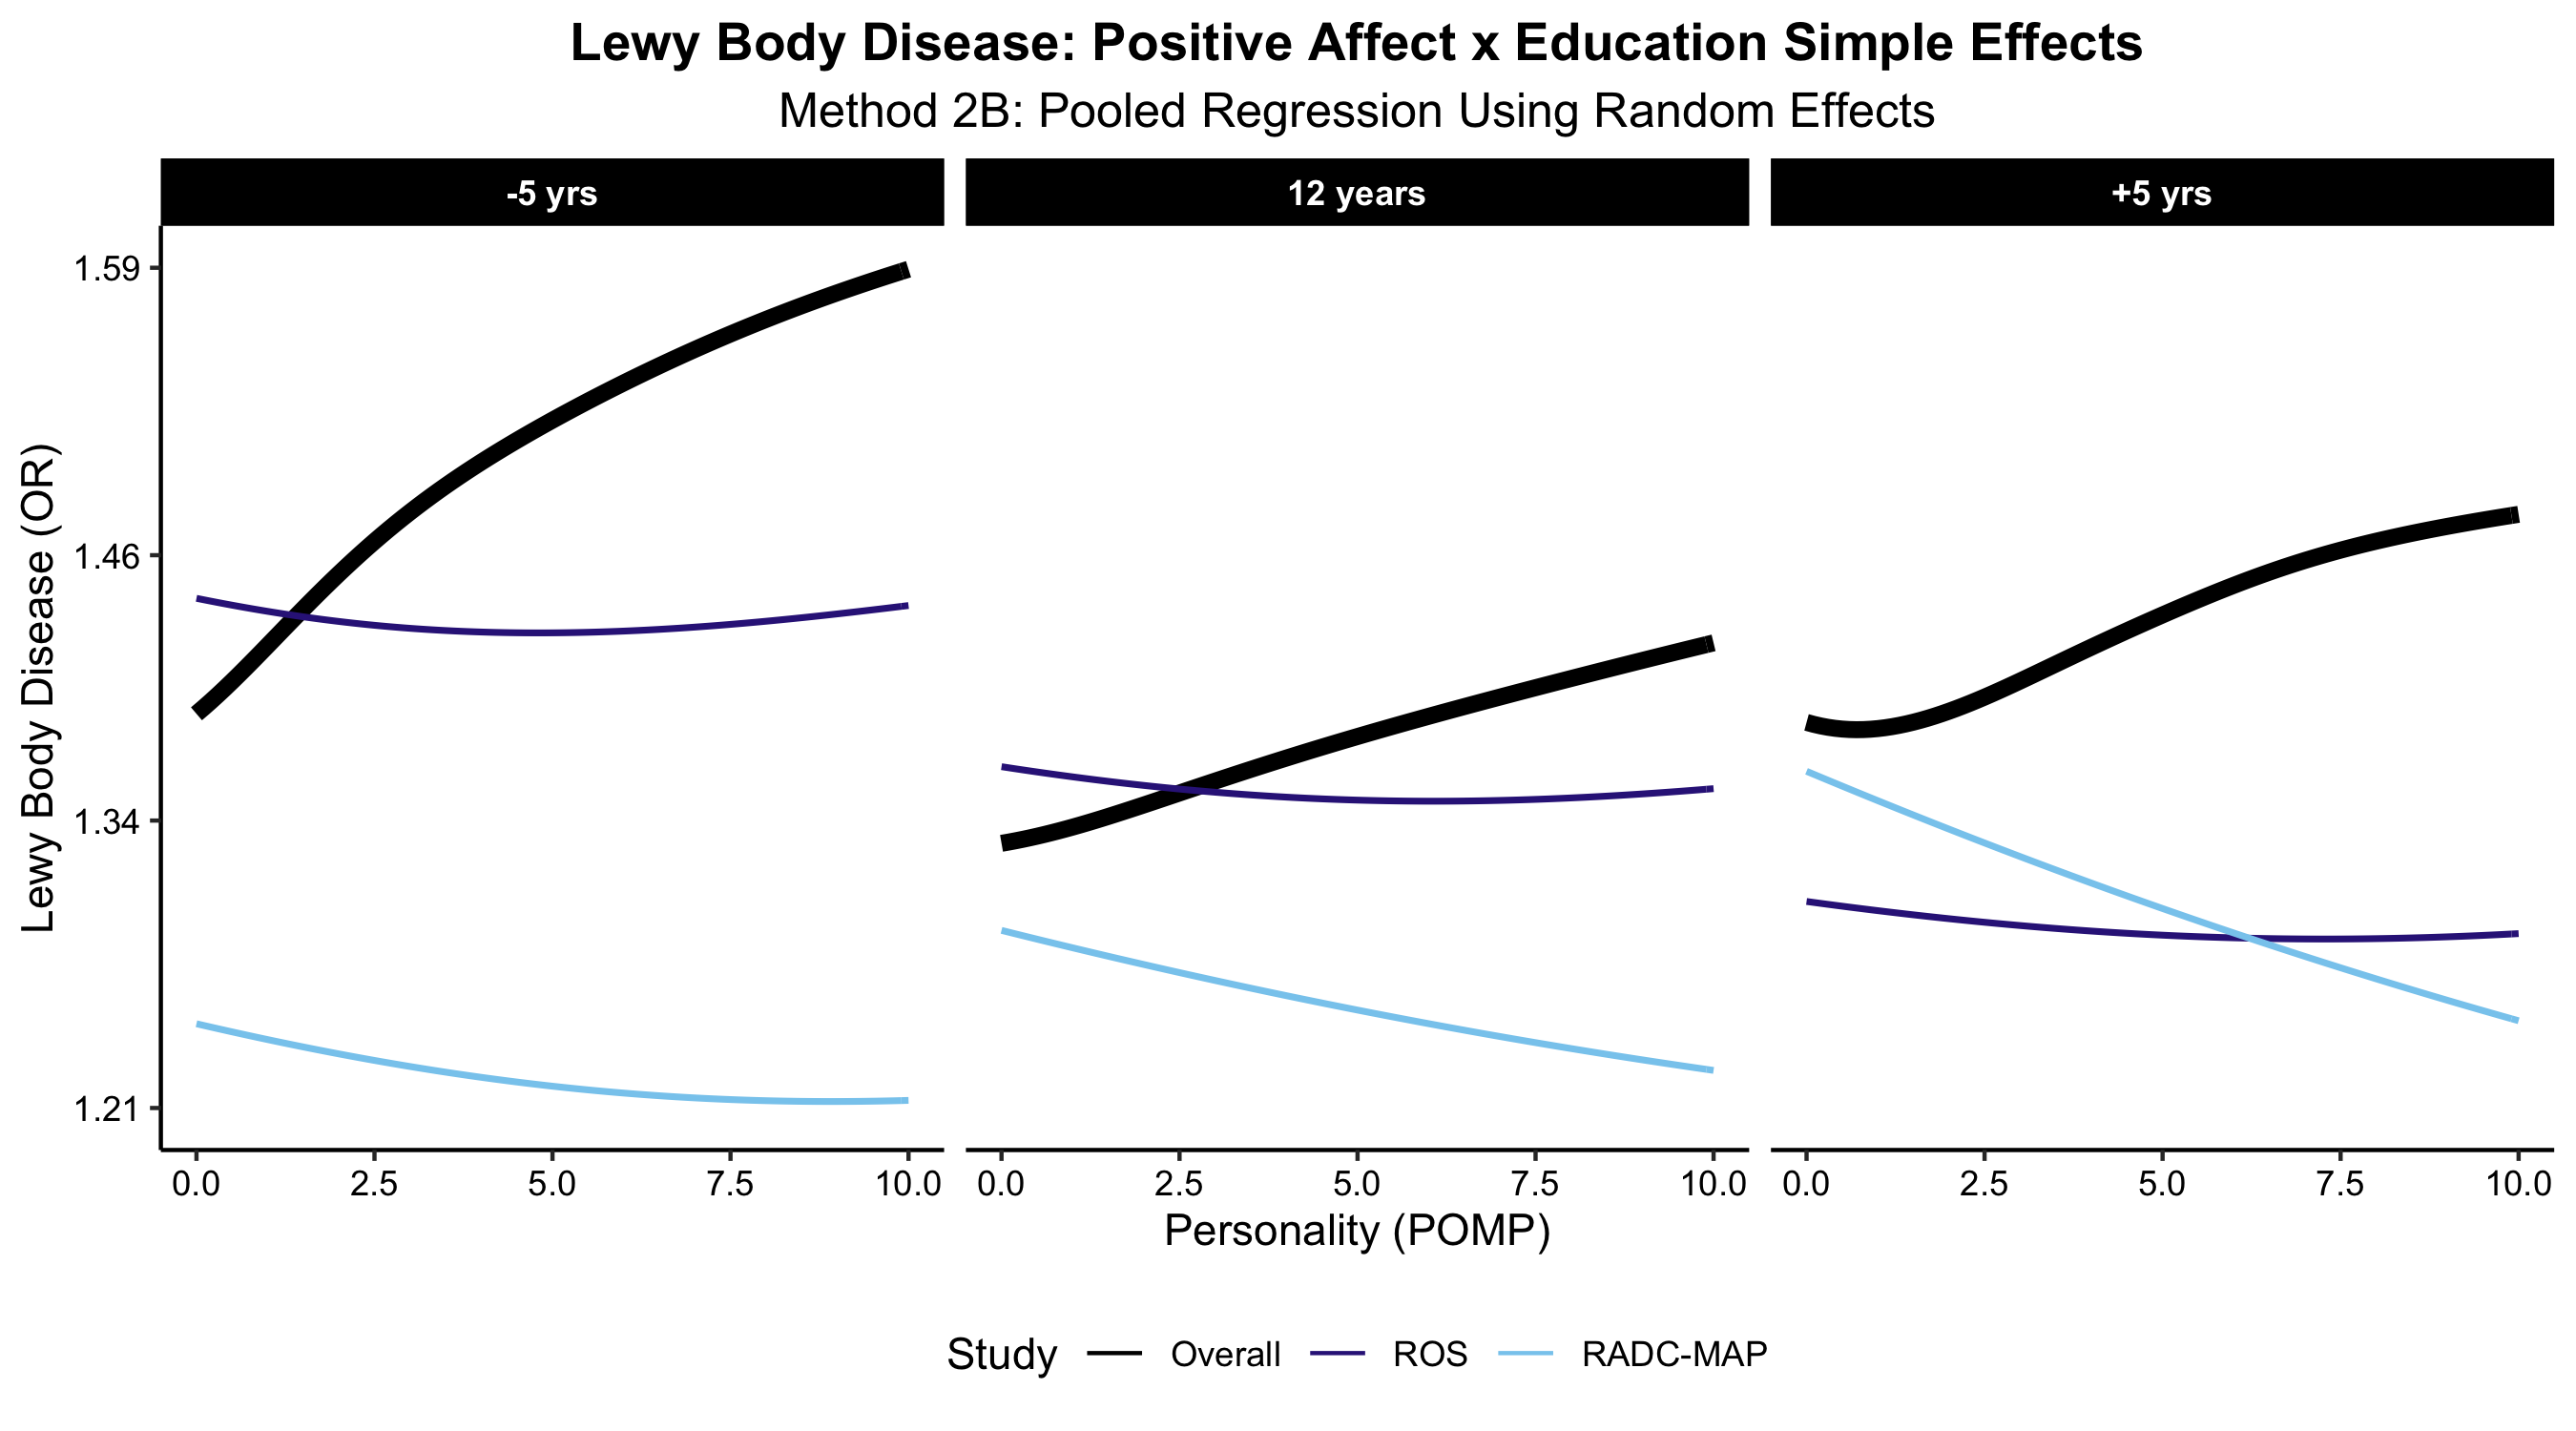 Lewy Body Disease: Positive Affect x Education Simple Effects
Method 2B: Pooled Regression Using Random Effects
-5 yrs 12 years +5 yrs
Lewy Body Disease (OR)
1.59
1.46
1.34
1.21
0.0 2.5 5.0 7.5 10.0 0.0 2.5 5.0 7.5 10.0 0.0 2.5 5.0 7.5 10.0
Personality (POMP)
Study Overall ROS RADC-MAP